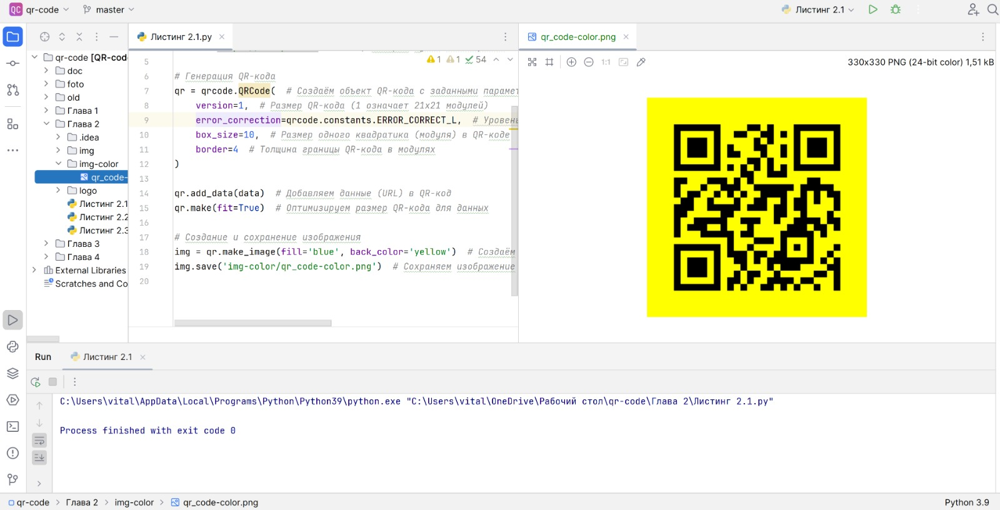 QC qr-code master Листинг 2.1
Листинг 2.1.py
qr_code-color.png
330x330 PNG (24-bit color) 1,51 kB
1:1
qr-code [QR-cod
doc
foto
old
Глава 1
Глава 2
.idea
img
img-color
qr_code-
logo
Листинг 2.1
Листинг 2.2
Листинг 2.3
Глава 3
Глава 4
External Libraries
Scratches and Co
1 1 54
5
6 # Генерация QR-кода
7 qr = qrcode.QRCode( # Создаём объект QR-кода с заданными парамет
8 version=1, # Размер QR-кода (1 означает 21x21 модулей)
9 error_correction=qrcode.constants.ERROR_CORRECT_L, # Уровень
10 box_size=10, # Размер одного квадратика (модуля) в QR-коде
11 border=4 # Толщина границы QR-кода в модулях
12 )
13
14 qr.add_data(data) # Добавляем данные (URL) в QR-код
15 qr.make(fit=True) # Оптимизируем размер QR-кода для данных
16
17 # Создание и сохранение изображения
18 img = qr.make_image(fill='blue', back_color='yellow') # Создаём
19 img.save('img-color/qr_code-color.png') # Сохраняем изображение
20
Run Листинг 2.1
C:\Users\vital\AppData\Local\Programs\Python\Python39\python.exe "C:\Users\vital\OneDrive\Рабочий стол\qr-code\Глава 2\Листинг 2.1.py"
Process finished with exit code 0
qr-code > Глава 2 > img-color > qr_code-color.png
Python 3.9